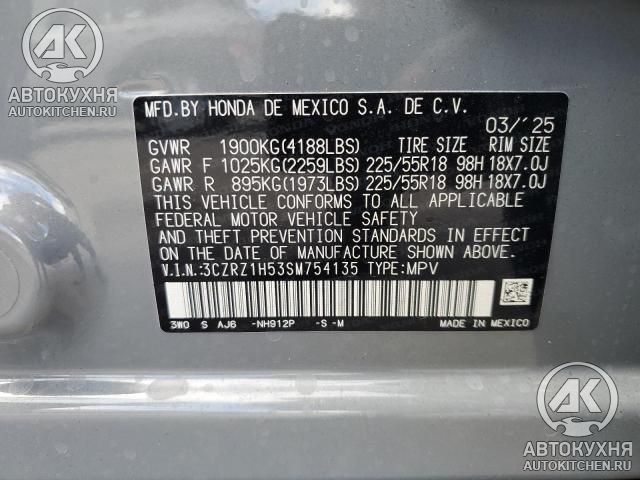 AK
АВТОКУХНЯ
AUTOKITCHEN.RU
MFD.BY HONDA DE MEXICO S.A. DE C.V.
03/'25
GVWR 1900KG(4188LBS) TIRE SIZE RIM SIZE
GAWR F 1025KG(2259LBS) 225/55R18 98H 18X7.0J
GAWR R 895KG(1973LBS) 225/55R18 98H 18X7.0J
THIS VEHICLE CONFORMS TO ALL APPLICABLE
FEDERAL MOTOR VEHICLE SAFETY
AND THEFT PREVENTION STANDARDS IN EFFECT
ON THE DATE OF MANUFACTURE SHOWN ABOVE.
V.I.N.:3CZRZ1H53SM754135 TYPE:MPV
3W0 S AJ6 -NH912P -S-M MADE IN MEXICO
AK
АВТОКУХНЯ
AUTOKITCHEN.RU